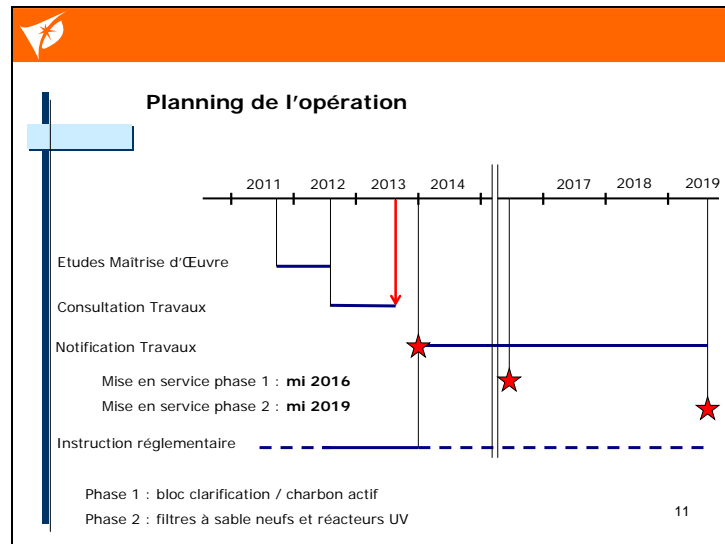 Planning de l'opération
2011 2012 2013 2014 2017 2018 2019
Etudes Maîtrise d'Œuvre
Consultation Travaux
Notification Travaux
Mise en service phase 1 : mi 2016
Mise en service phase 2 : mi 2019
Instruction réglementaire
Phase 1 : bloc clarification / charbon actif
Phase 2 : filtres à sable neufs et réacteurs UV
11